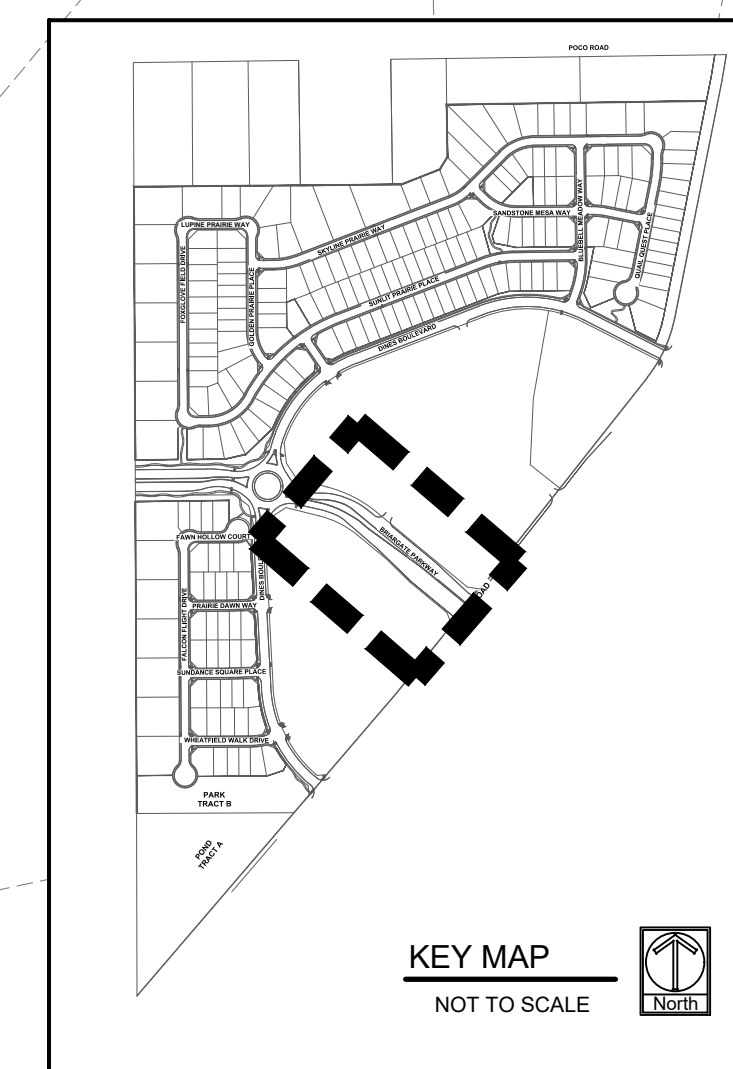 POCO ROAD
LUPINE PRAIRIE WAY
SKYLINE PRAIRIE WAY
SANDSTONE MESA WAY
BLUEBELL MEADOW WAY
QUAIL QUEST PLACE
FOXGLOVE FIELD DRIVE
GOLDEN PRAIRIE PLACE
SUNLIT PRAIRIE PLACE
DINES BOULEVARD
BRIARGATE PARKWAY
FAWN HOLLOW COURT
DINES
PRAIRIE DAWN WAY
FALCON FLIGHT DRIVE
SUNDANCE SQUARE PLACE
WHEATFIELD WALK DRIVE
PARK
TRACT B
POND
TRACT A
KEY MAP
NOT TO SCALE
North